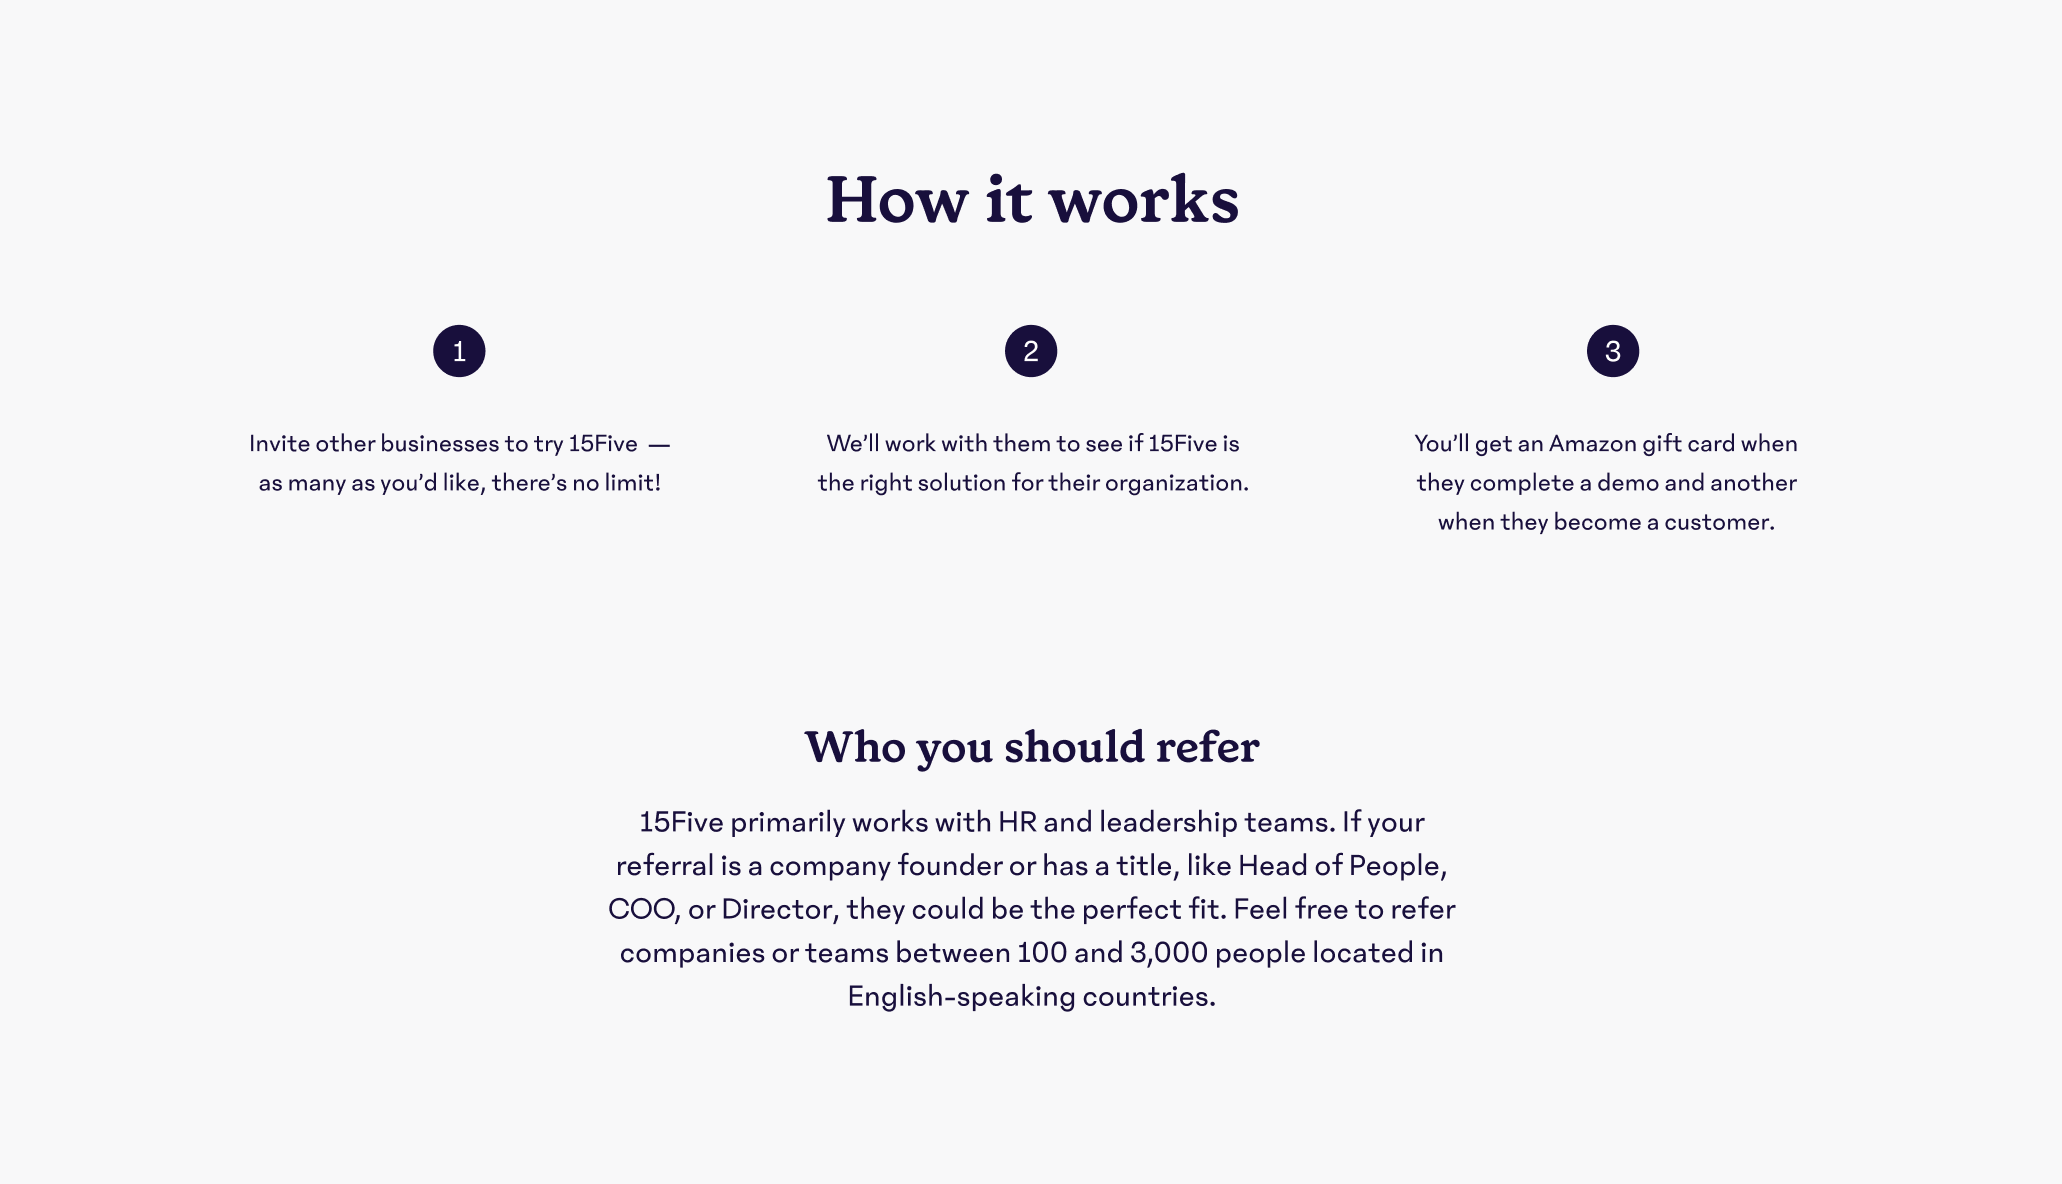 How it works
1
Invite other businesses to try 15Five —
as many as you’d like, there’s no limit!
2
We’ll work with them to see if 15Five is
the right solution for their organization.
3
You’ll get an Amazon gift card when
they complete a demo and another
when they become a customer.
Who you should refer
15Five primarily works with HR and leadership teams. If your
referral is a company founder or has a title, like Head of People,
COO, or Director, they could be the perfect fit. Feel free to refer
companies or teams between 100 and 3,000 people located in
English-speaking countries.